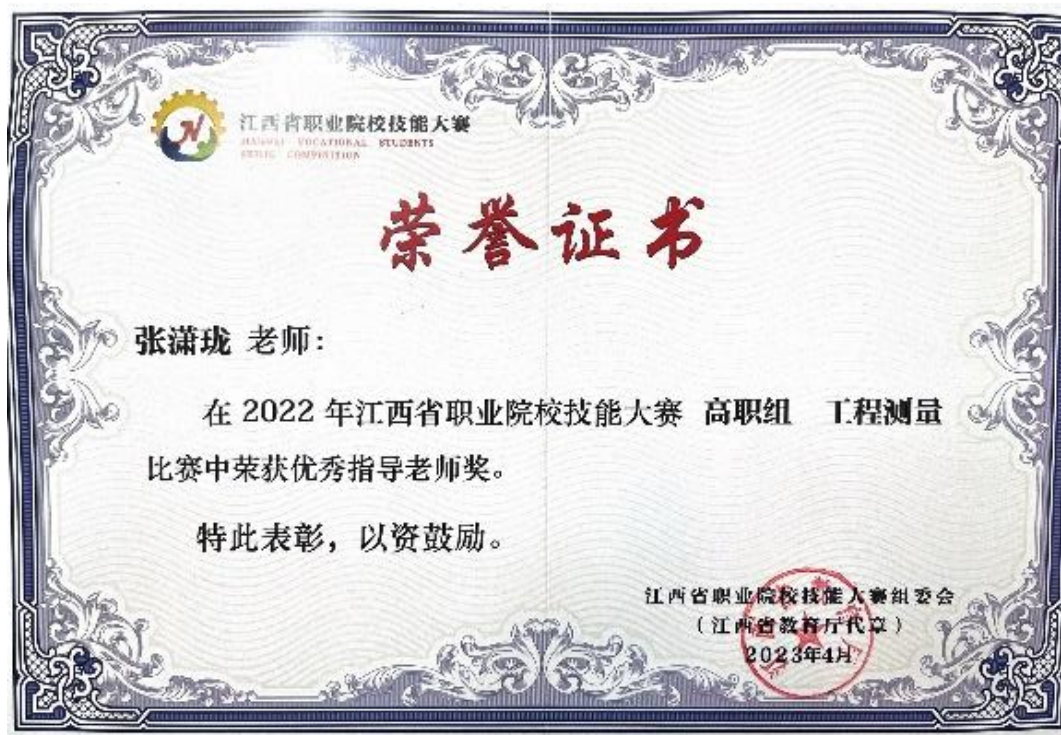 江西省职业院校技能大赛
JIANGXI VOCATIONAL STUDENTS
SKILLS COMPETITION
荣誉证书
张潇珑 老师：
在 2022 年江西省职业院校技能大赛 高职组 工程测量
比赛中荣获优秀指导老师奖。
特此表彰，以资鼓励。
江西省职业院校技能大赛组委会
（江西省教育厅代章）
2023年4月